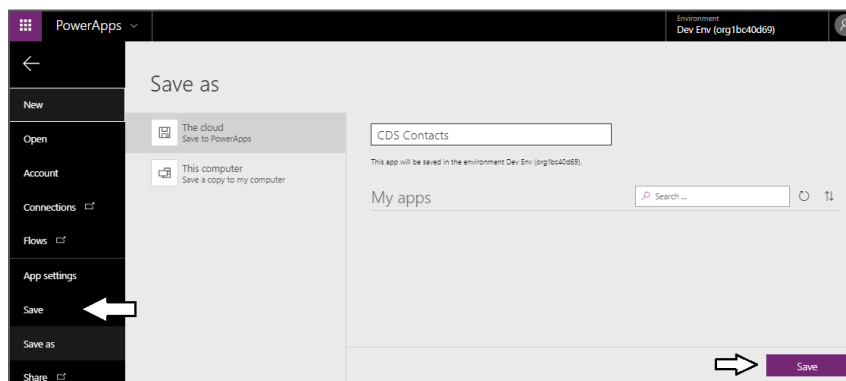 PowerApps
Environment
Dev Env (org1bc40d69)
New
Open
Account
Connections
Flows
App settings
Save
Save as
Share
Save as
The cloud
Save to PowerApps
This computer
Save a copy to my computer
CDS Contacts
This app will be saved in the environment Dev Env (org1bc40d69).
My apps
Search ...
Save